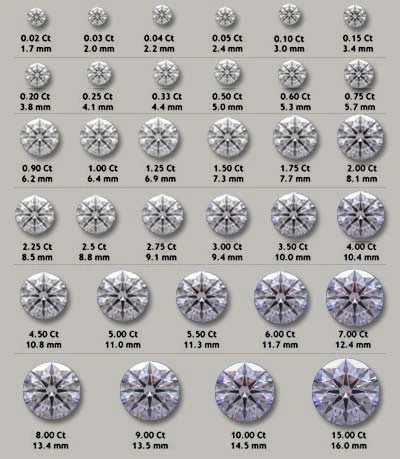 0.02 Ct 0.03 Ct 0.04 Ct 0.05 Ct 0.10 Ct 0.15 Ct
1.7 mm 2.0 mm 2.2 mm 2.4 mm 3.0 mm 3.4 mm
0.20 Ct 0.25 Ct 0.33 Ct 0.50 Ct 0.60 Ct 0.75 Ct
3.8 mm 4.1 mm 4.4 mm 5.0 mm 5.3 mm 5.7 mm
0.90 Ct 1.00 Ct 1.25 Ct 1.50 Ct 1.75 Ct 2.00 Ct
6.2 mm 6.4 mm 6.9 mm 7.3 mm 7.7 mm 8.1 mm
2.25 Ct 2.5 Ct 2.75 Ct 3.00 Ct 3.50 Ct 4.00 Ct
8.5 mm 8.8 mm 9.1 mm 9.4 mm 10.0 mm 10.4 mm
4.50 Ct 5.00 Ct 5.50 Ct 6.00 Ct 7.00 Ct
10.8 mm 11.0 mm 11.3 mm 11.7 mm 12.4 mm
8.00 Ct 9.00 Ct 10.00 Ct 15.00 Ct
13.4 mm 13.5 mm 14.5 mm 16.0 mm